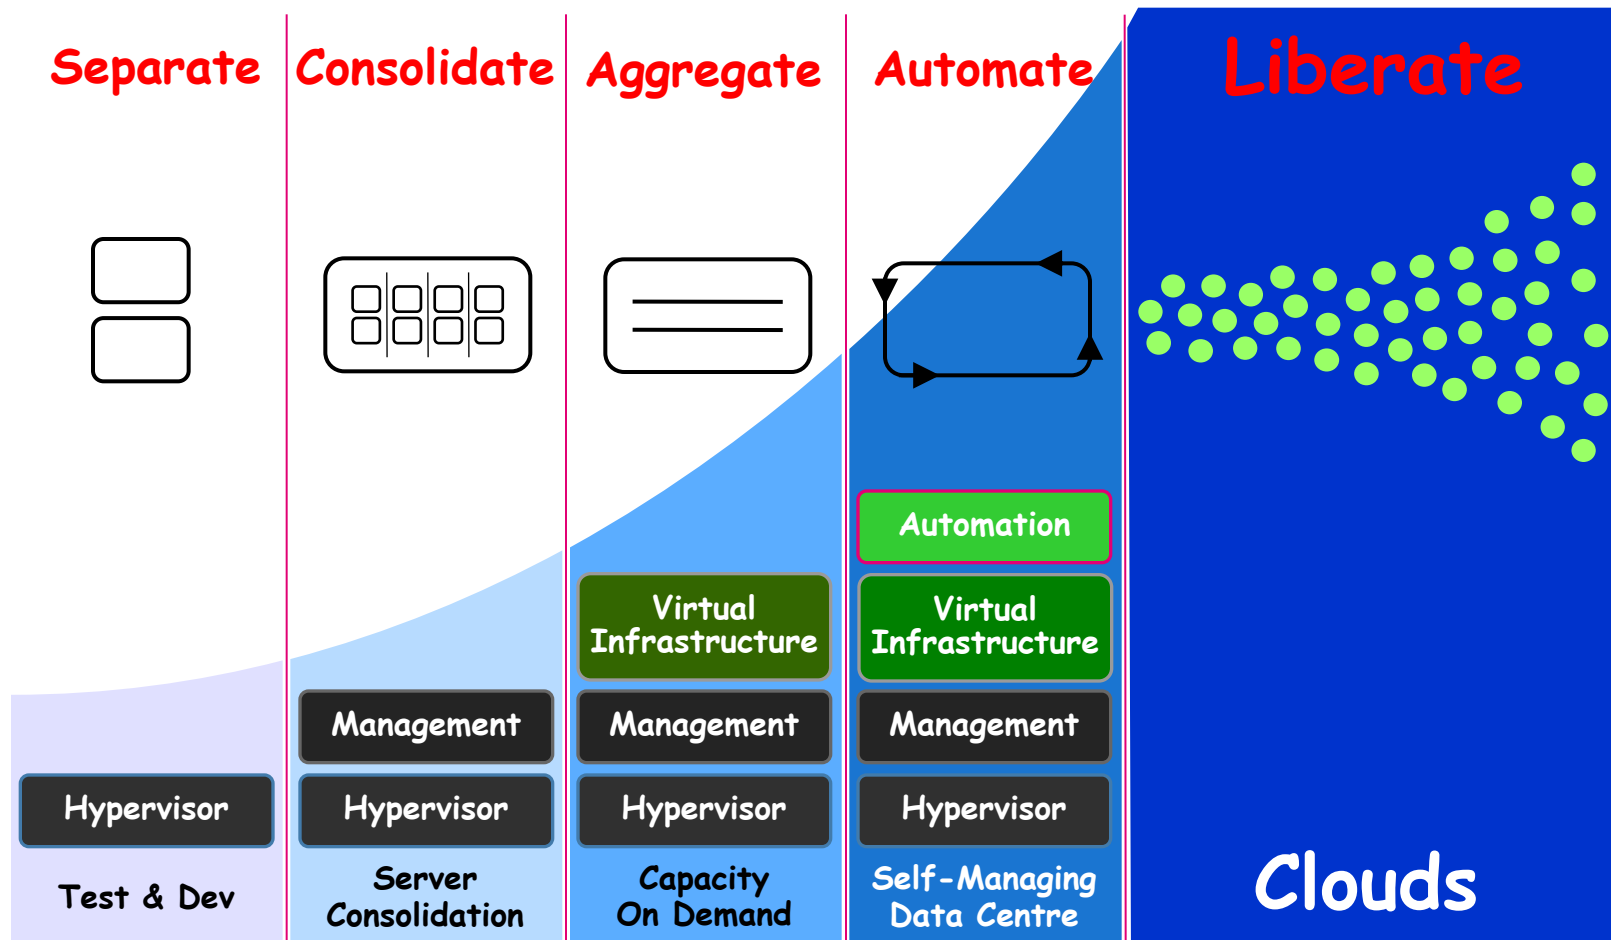 Separate
Consolidate
Aggregate
Automate
Liberate
Automation
Virtual
Infrastructure
Virtual
Infrastructure
Management
Management
Management
Hypervisor
Hypervisor
Hypervisor
Hypervisor
Test & Dev
Server
Consolidation
Capacity
On Demand
Self-Managing
Data Centre
Clouds